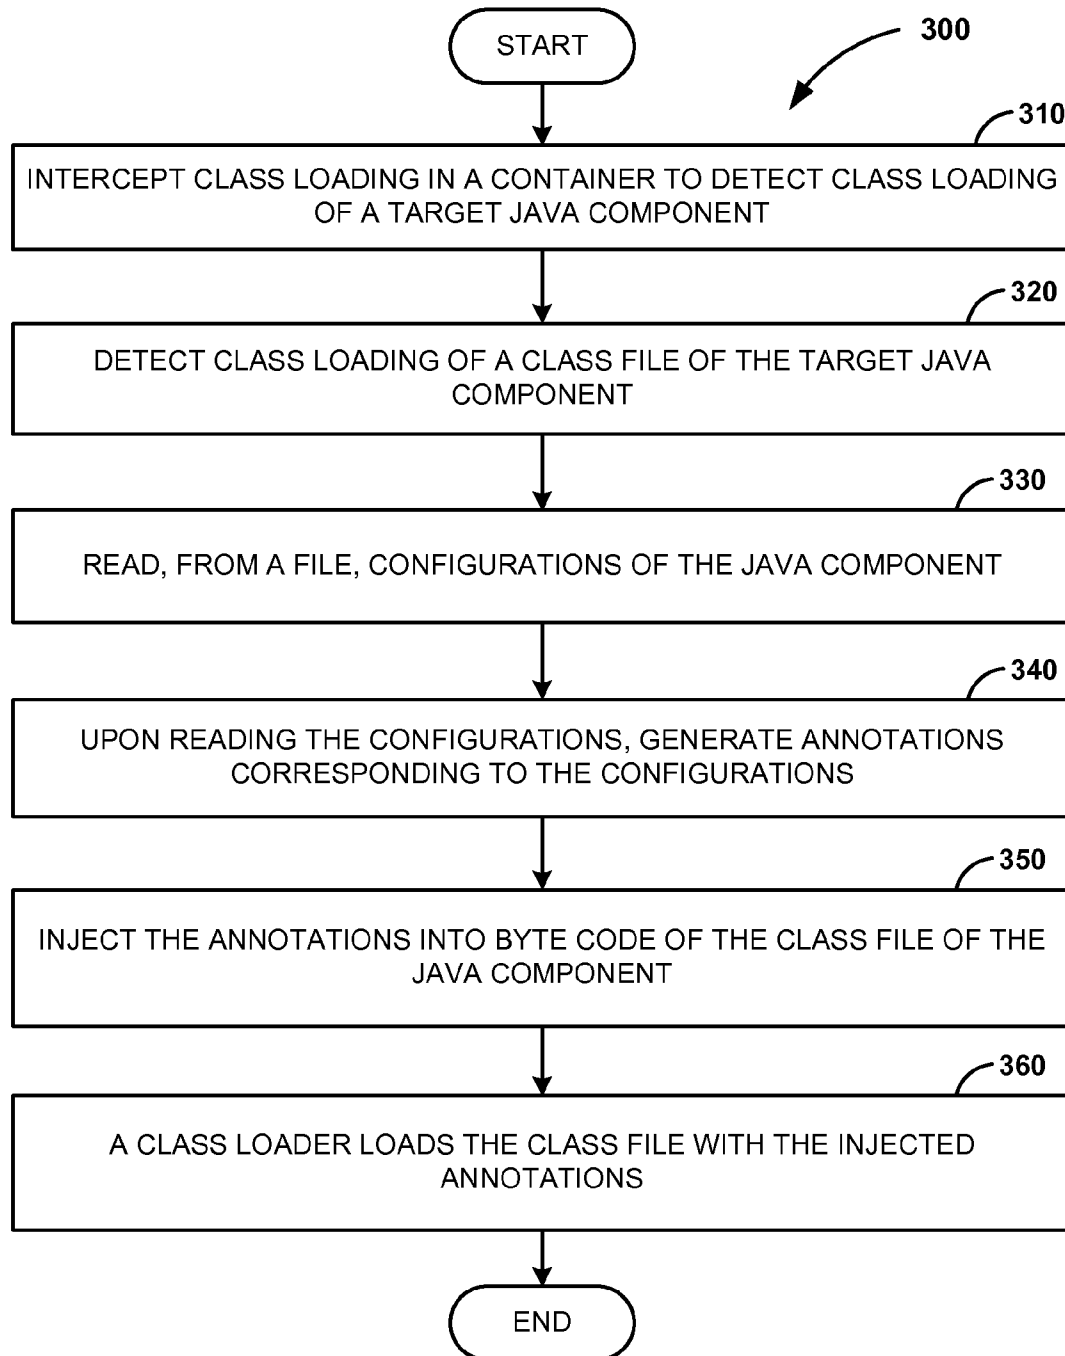 START
300
310
INTERCEPT CLASS LOADING IN A CONTAINER TO DETECT CLASS LOADING
OF A TARGET JAVA COMPONENT
320
DETECT CLASS LOADING OF A CLASS FILE OF THE TARGET JAVA
COMPONENT
330
READ, FROM A FILE, CONFIGURATIONS OF THE JAVA COMPONENT
340
UPON READING THE CONFIGURATIONS, GENERATE ANNOTATIONS
CORRESPONDING TO THE CONFIGURATIONS
350
INJECT THE ANNOTATIONS INTO BYTE CODE OF THE CLASS FILE OF THE
JAVA COMPONENT
360
A CLASS LOADER LOADS THE CLASS FILE WITH THE INJECTED
ANNOTATIONS
END